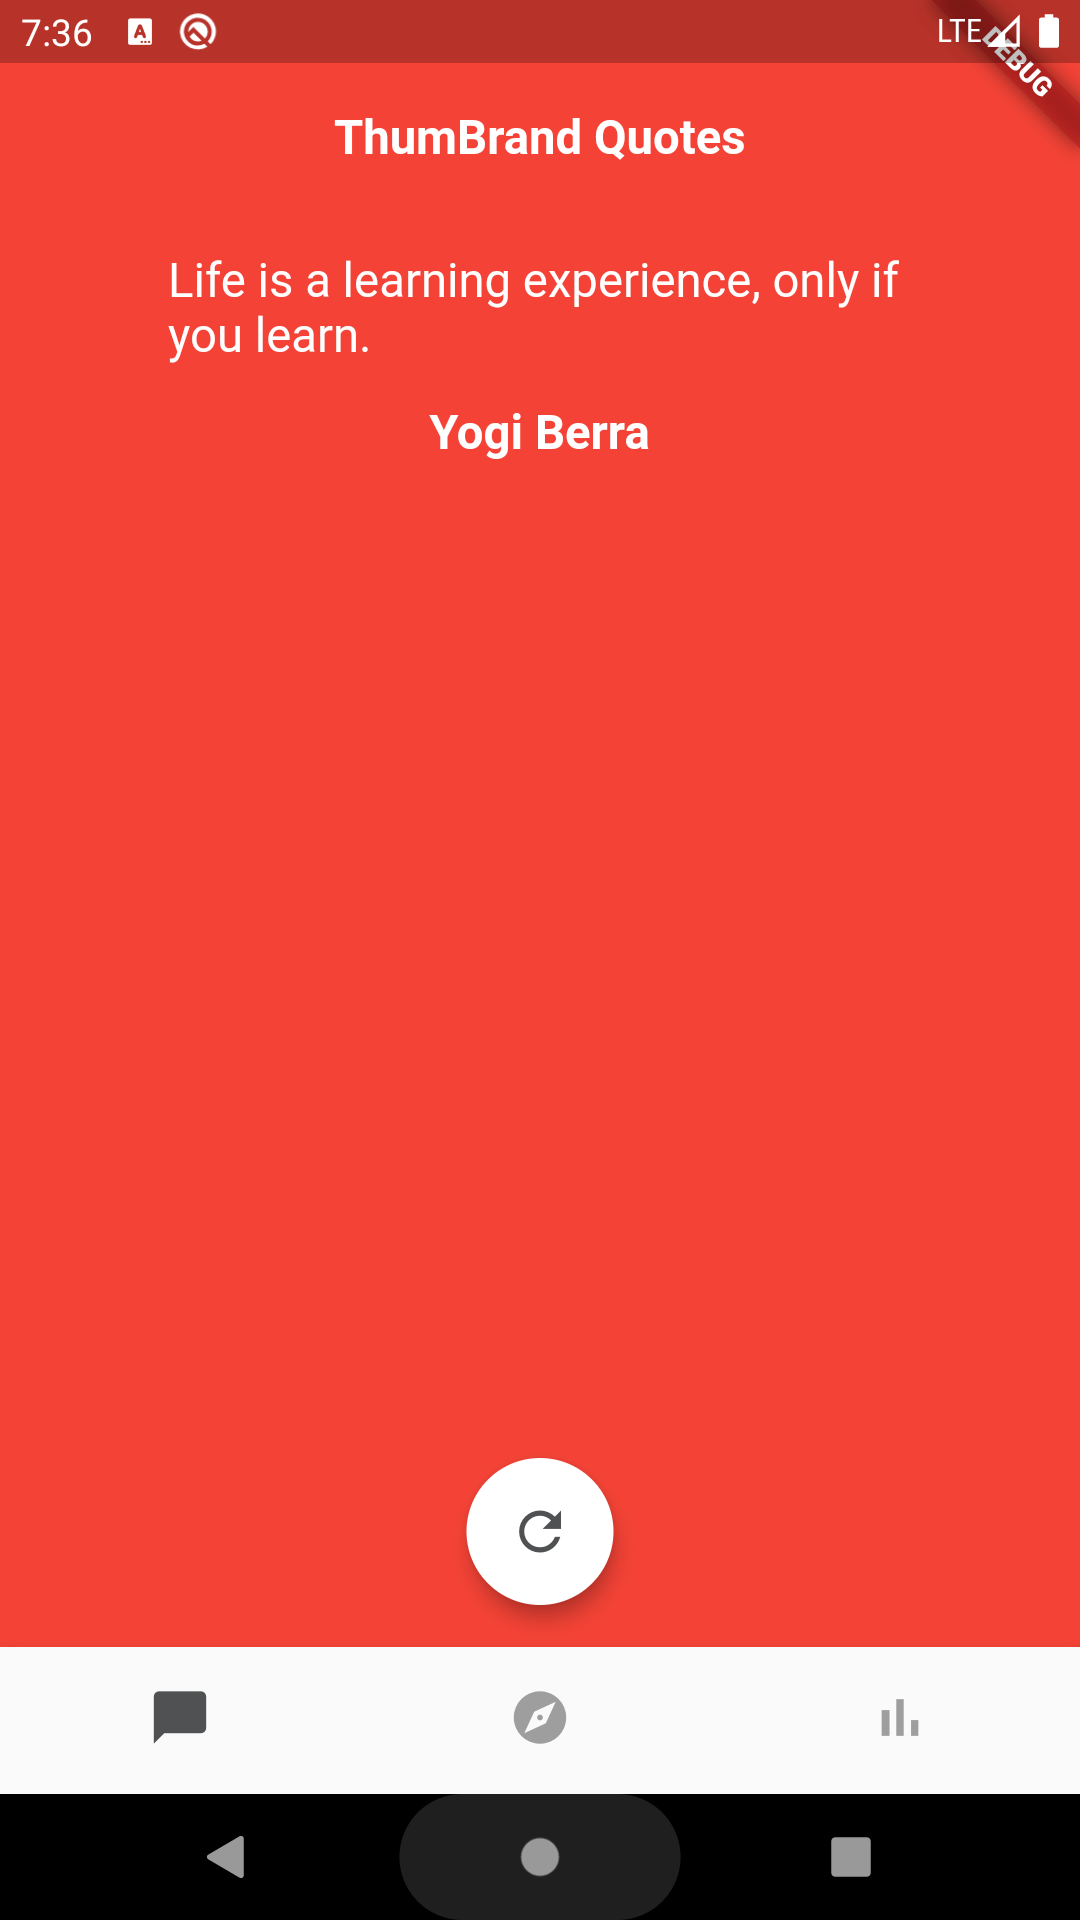 7:36 A LTE DEBUG
ThumBrand Quotes
Life is a learning experience, only if
you learn.
Yogi Berra